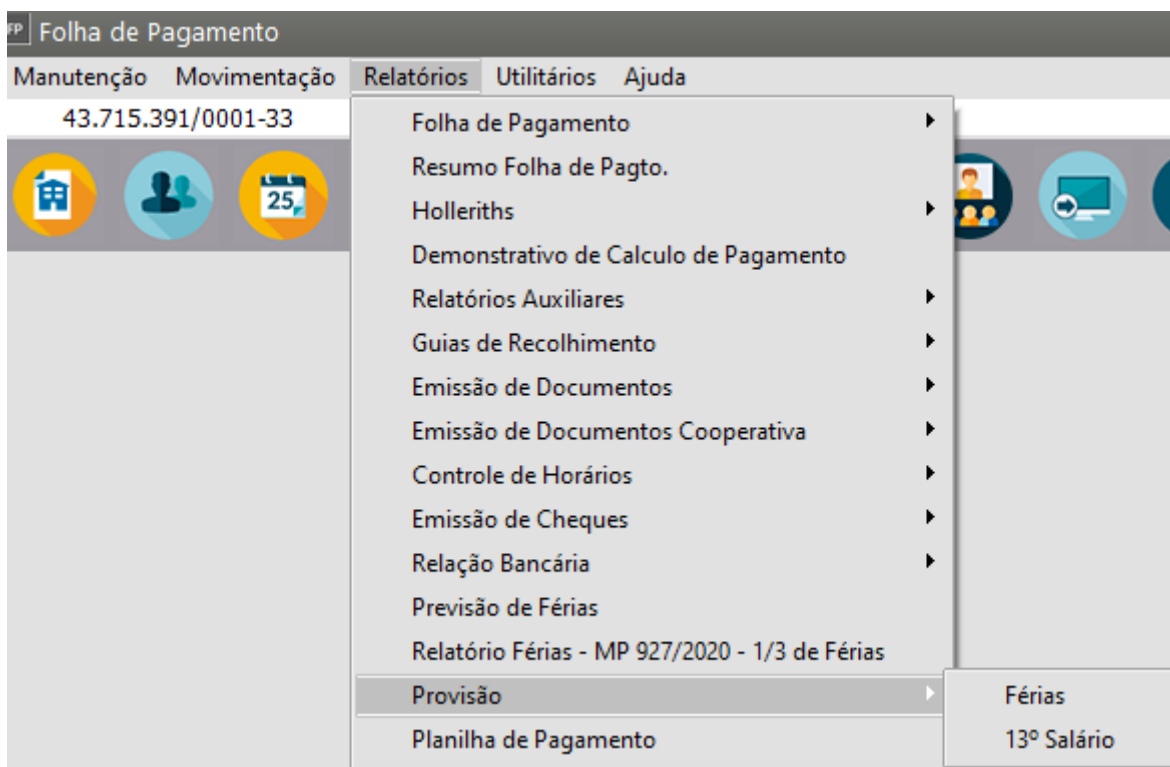 FP Folha de Pagamento
Manutenção Movimentação Relatórios Utilitários Ajuda
43.715.391/0001-33
25
Folha de Pagamento
Resumo Folha de Pagto.
Holleriths
Demonstrativo de Calculo de Pagamento
Relatórios Auxiliares
Guias de Recolhimento
Emissão de Documentos
Emissão de Documentos Cooperativa
Controle de Horários
Emissão de Cheques
Relação Bancária
Previsão de Férias
Relatório Férias - MP 927/2020 - 1/3 de Férias
Provisão
Férias
Planilha de Pagamento
13º Salário